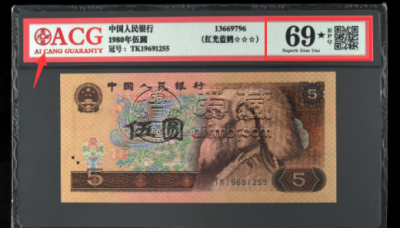 ACG
AI CANG GUARANTY
中国人民银行
1980年伍圆
冠号：TK19691255
13669796
(红光蓝鹤☆☆☆)
69★
EPQ
Superb Gem Unc
中国人民银行
5
伍圆
TK19691255
5
5